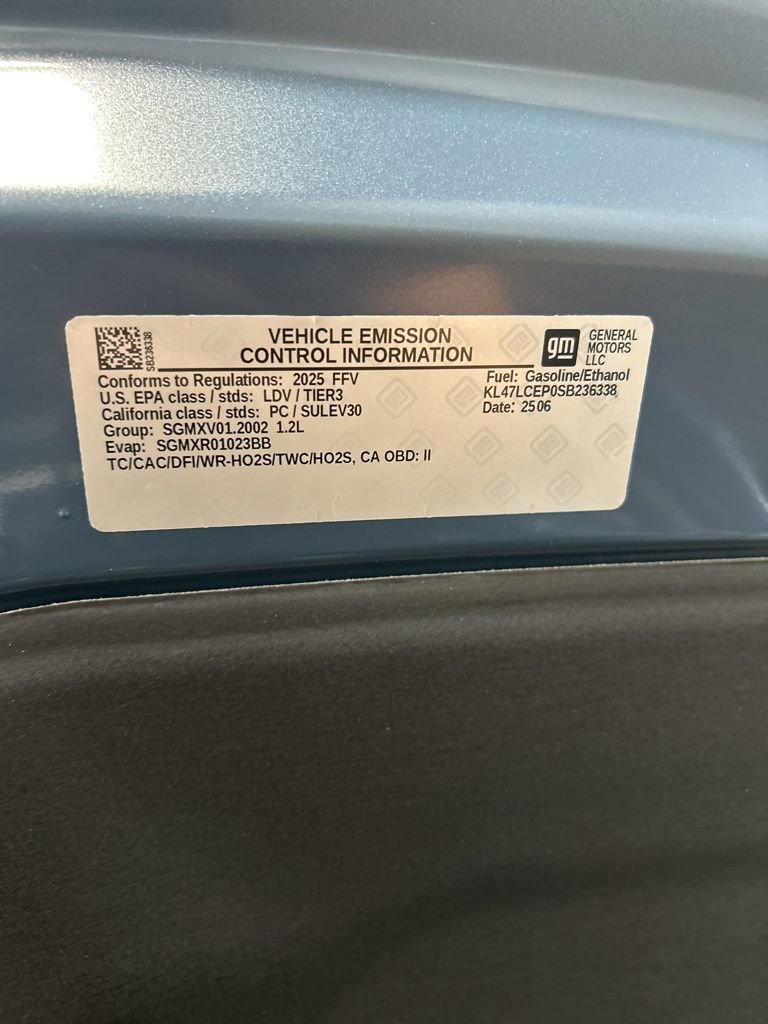 SB236338
VEHICLE EMISSION
CONTROL INFORMATION
gm
GENERAL
MOTORS
LLC
Conforms to Regulations: 2025 FFV
U.S. EPA class / stds: LDV / TIER3
California class / stds: PC / SULEV30
Group: SGMXV01.2002 1.2L
Evap: SGMXR01023BB
TC/CAC/DFI/WR-HO2S/TWC/HO2S, CA OBD: II
Fuel: Gasoline/Ethanol
KL47LCEP0SB236338
Date: 2506